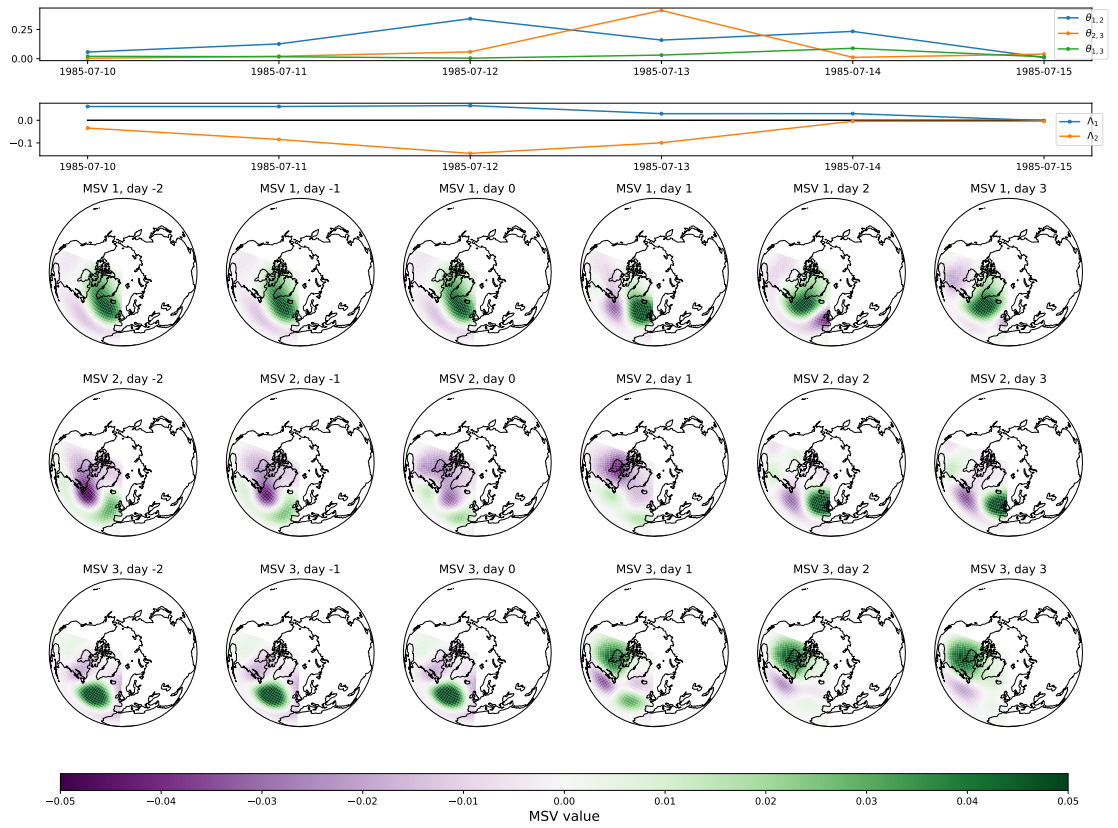 0.25
0.00
θ1,2
θ2,3
θ1,3
1985-07-10 1985-07-11 1985-07-12 1985-07-13 1985-07-14 1985-07-15
0.0
−0.1
Λ1
Λ2
1985-07-10 1985-07-11 1985-07-12 1985-07-13 1985-07-14 1985-07-15
MSV 1, day -2 MSV 1, day -1 MSV 1, day 0 MSV 1, day 1 MSV 1, day 2 MSV 1, day 3
MSV 2, day -2 MSV 2, day -1 MSV 2, day 0 MSV 2, day 1 MSV 2, day 2 MSV 2, day 3
MSV 3, day -2 MSV 3, day -1 MSV 3, day 0 MSV 3, day 1 MSV 3, day 2 MSV 3, day 3
−0.05 −0.04 −0.03 −0.02 −0.01 0.00 0.01 0.02 0.03 0.04 0.05
MSV value